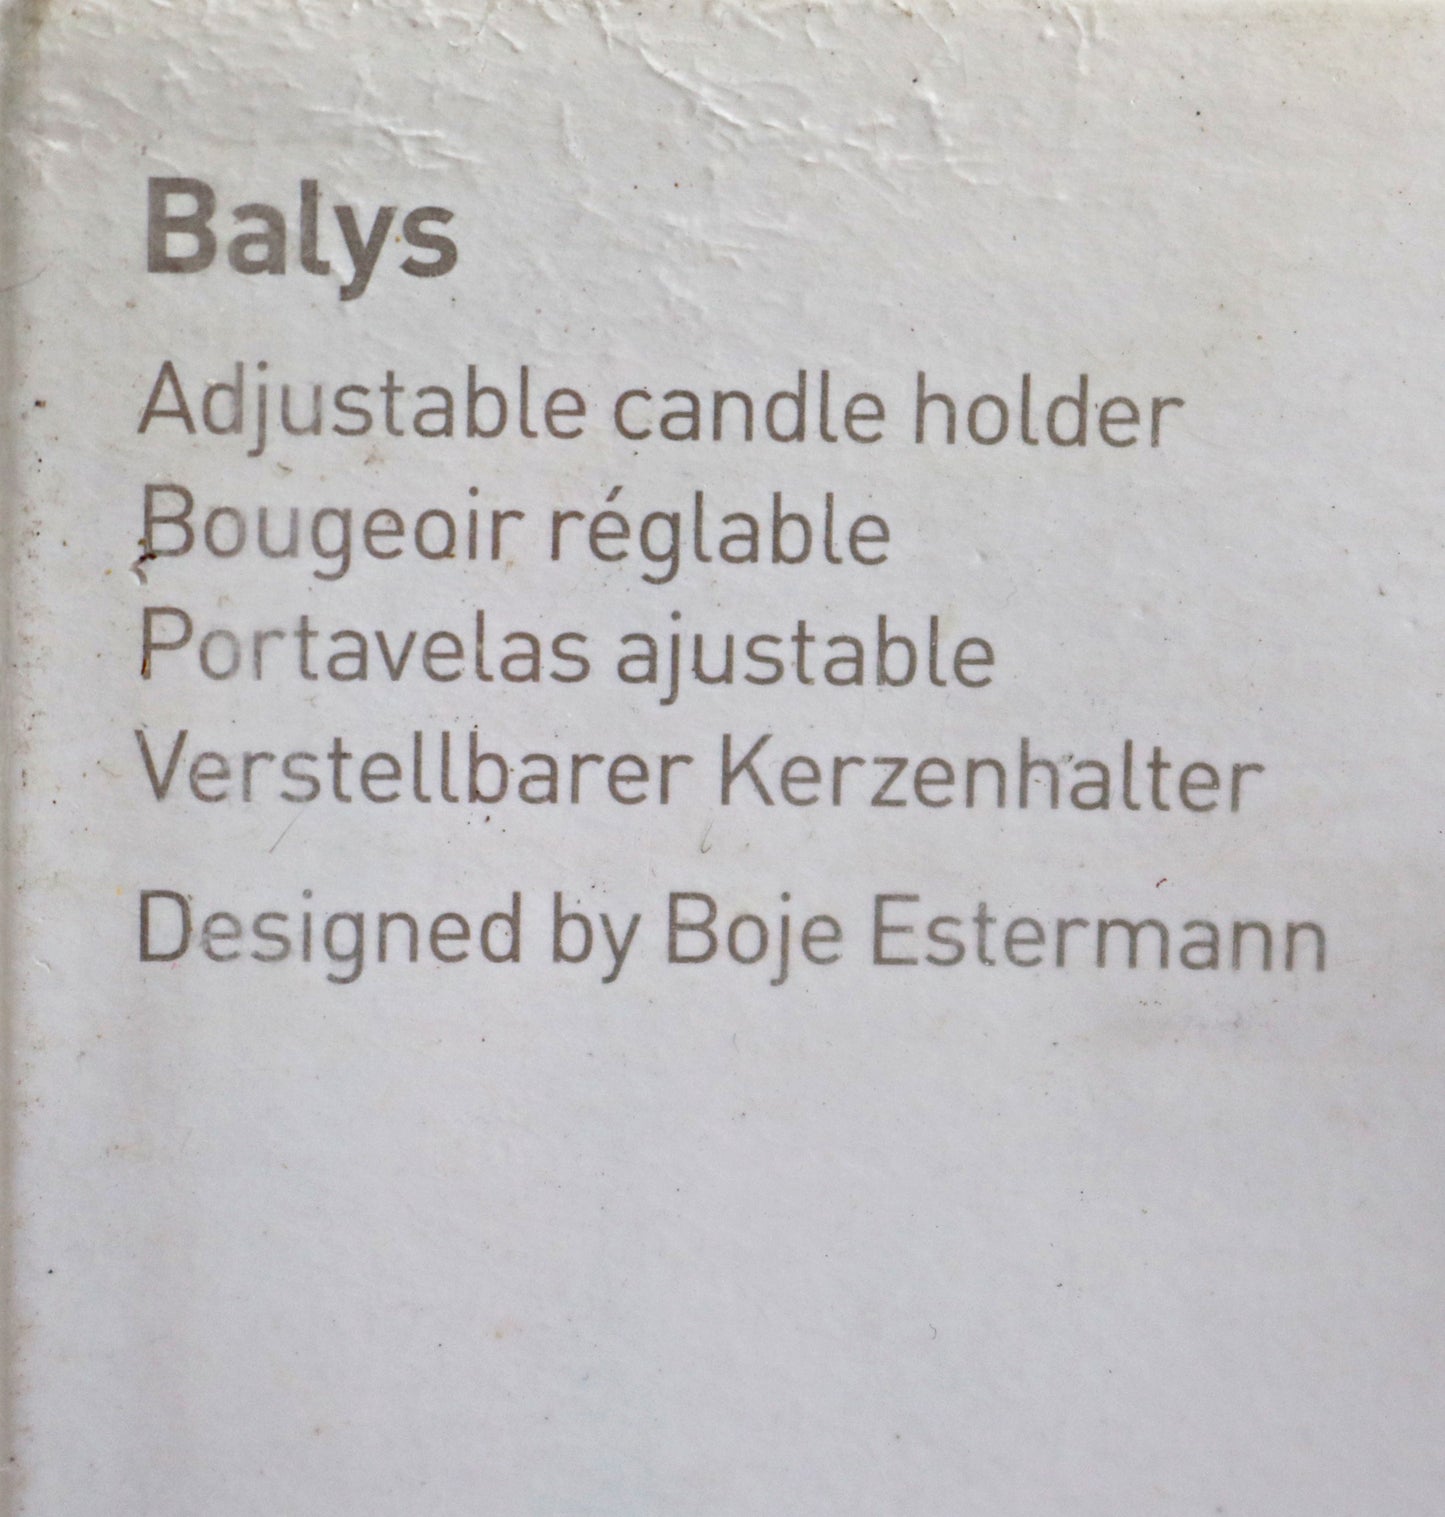 Balys
Adjustable candle holder
Bougeoir réglable
Portavelas ajustable
Verstellbarer Kerzenhalter
Designed by Boje Estermann